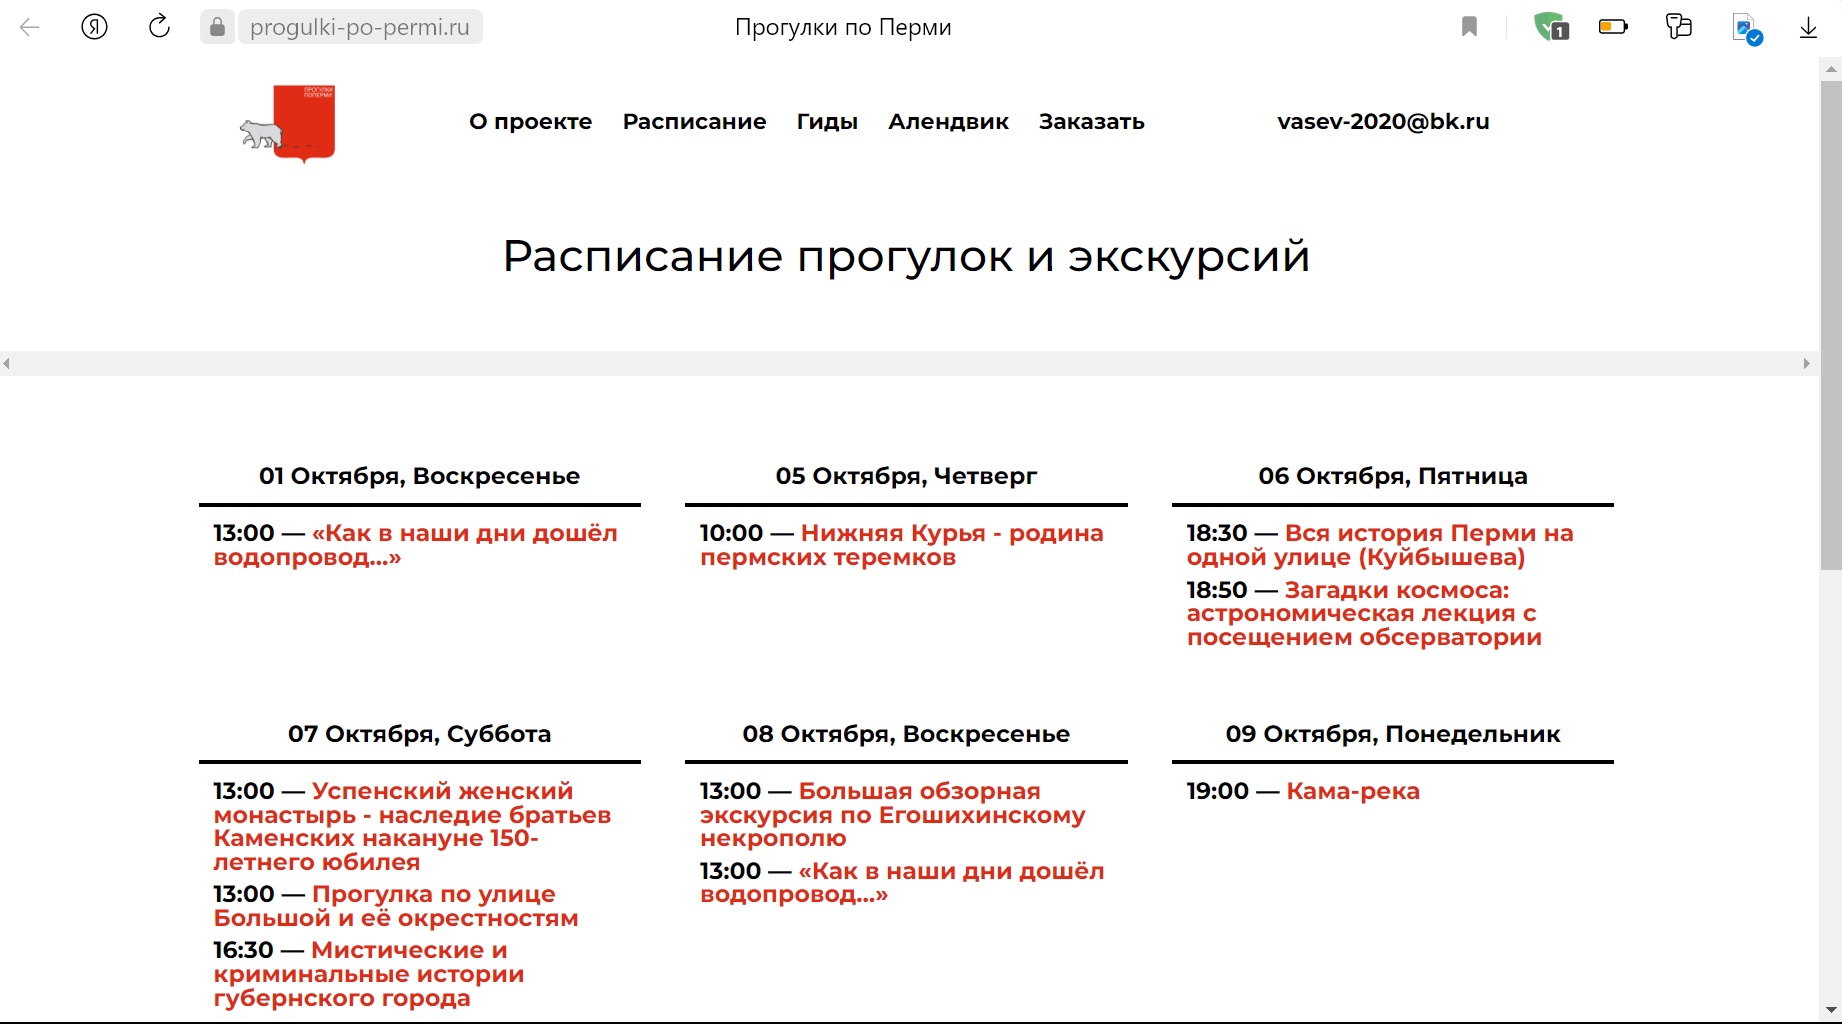 progulki-po-permi.ru
Прогулки по Перми
1
ПРОГУЛКИ
ПОПЕРМИ
О проекте Расписание Гиды Алендвик Заказать
vasev-2020@bk.ru
Расписание прогулок и экскурсий
01 Октября, Воскресенье
13:00 — «Как в наши дни дошёл
водопровод...»
05 Октября, Четверг
10:00 — Нижняя Курья - родина
пермских теремков
06 Октября, Пятница
18:30 — Вся история Перми на
одной улице (Куйбышева)
18:50 — Загадки космоса:
астрономическая лекция с
посещением обсерватории
07 Октября, Суббота
13:00 — Успенский женский
монастырь - наследие братьев
Каменских накануне 150-
летнего юбилея
13:00 — Прогулка по улице
Большой и её окрестностям
16:30 — Мистические и
криминальные истории
губернского города
08 Октября, Воскресенье
13:00 — Большая обзорная
экскурсия по Егошихинскому
некрополю
13:00 — «Как в наши дни дошёл
водопровод...»
09 Октября, Понедельник
19:00 — Кама-река